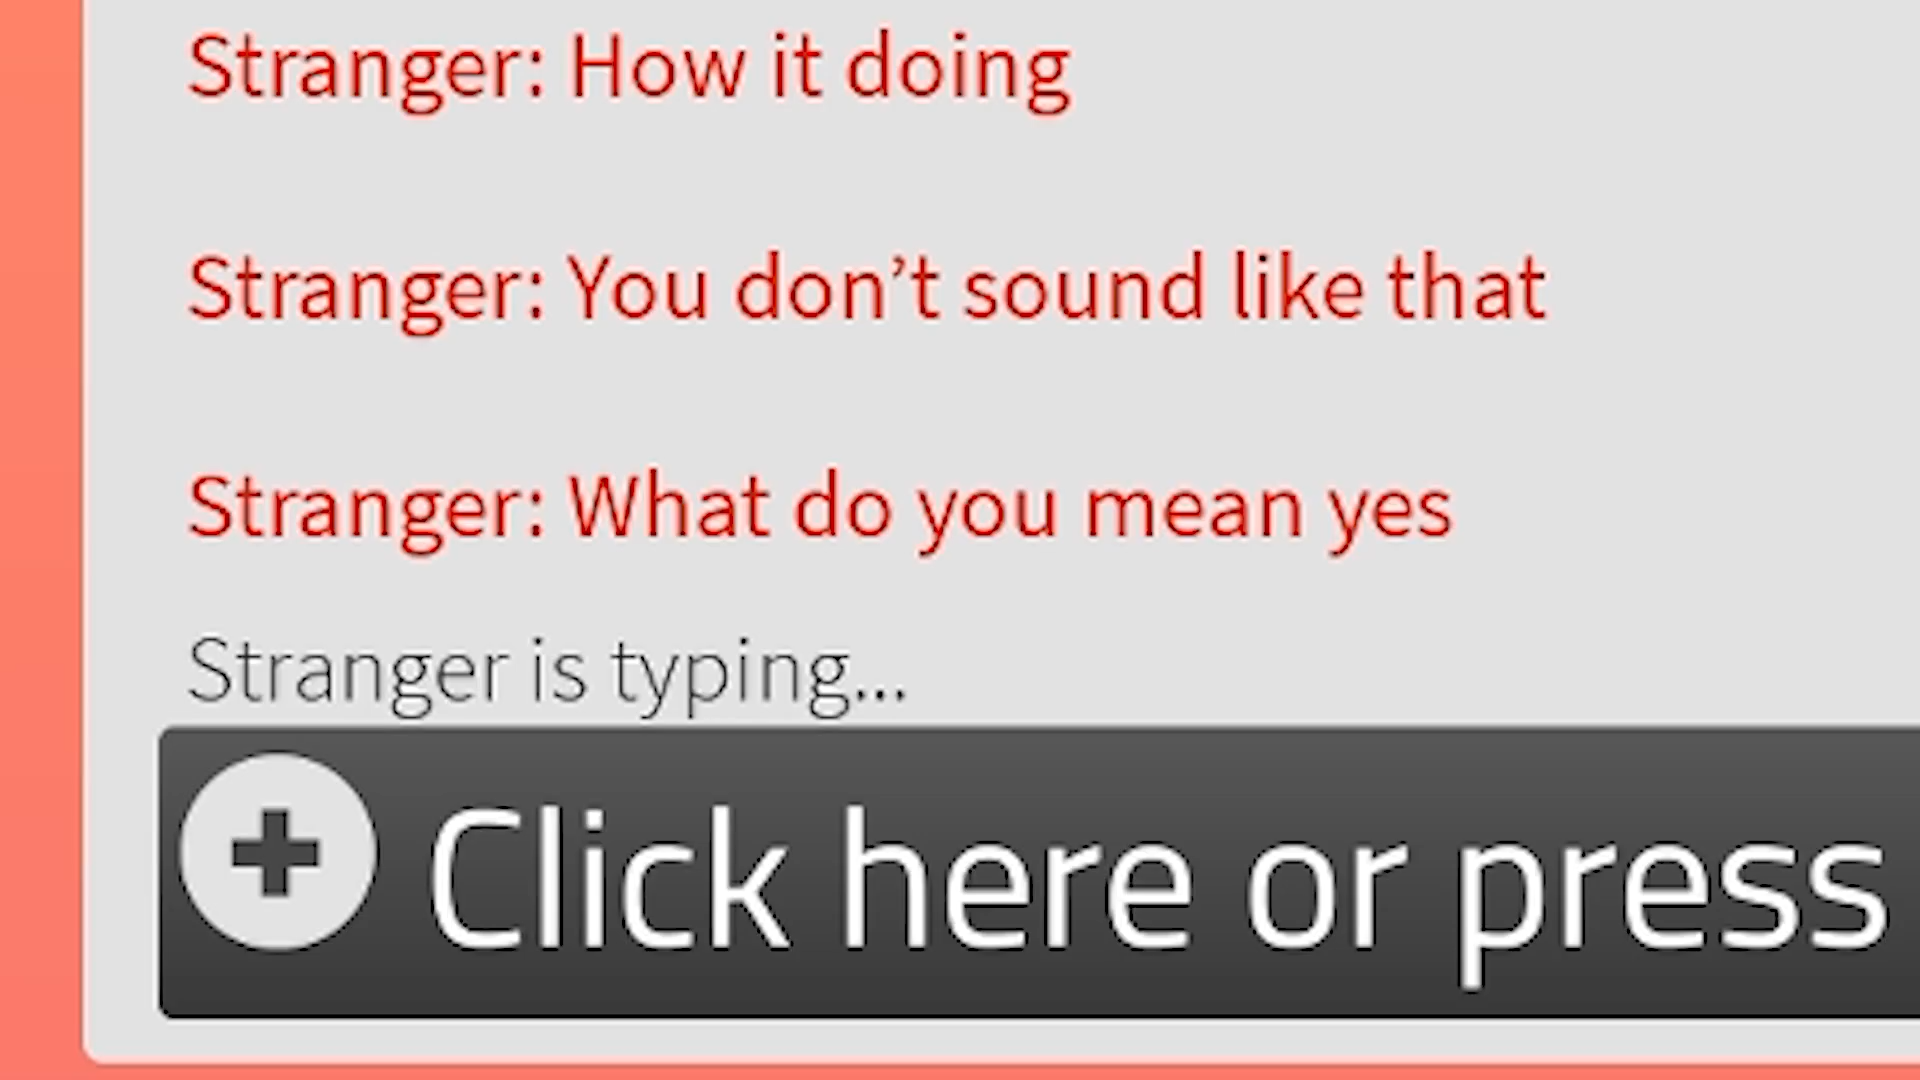 Stranger: How it doing
Stranger: You don’t sound like that
Stranger: What do you mean yes
Stranger is typing...
Click here or press